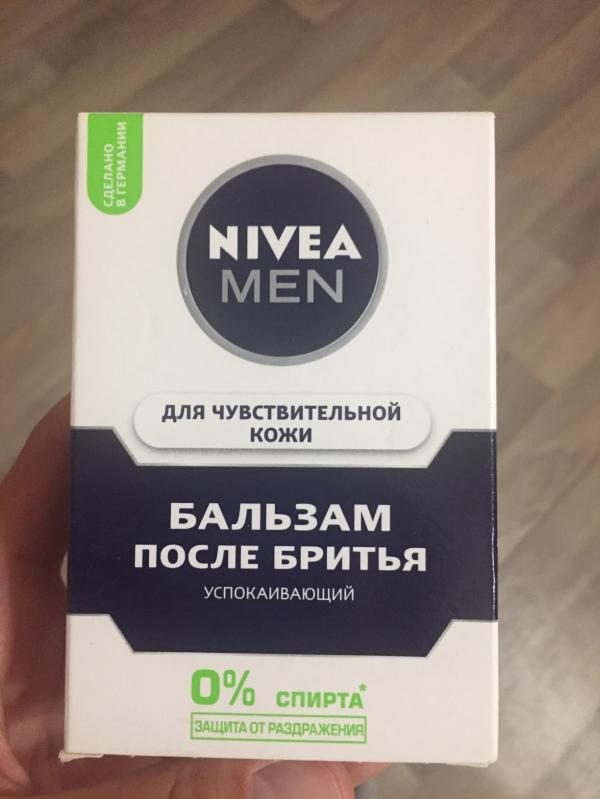 СДЕЛАНО
В ГЕРМАНИИ
NIVEA
MEN
ДЛЯ ЧУВСТВИТЕЛЬНОЙ
КОЖИ
БАЛЬЗАМ
ПОСЛЕ БРИТЬЯ
УСПОКАИВАЮЩИЙ
0% СПИРТА*
ЗАЩИТА ОТ РАЗДРАЖЕНИЯ